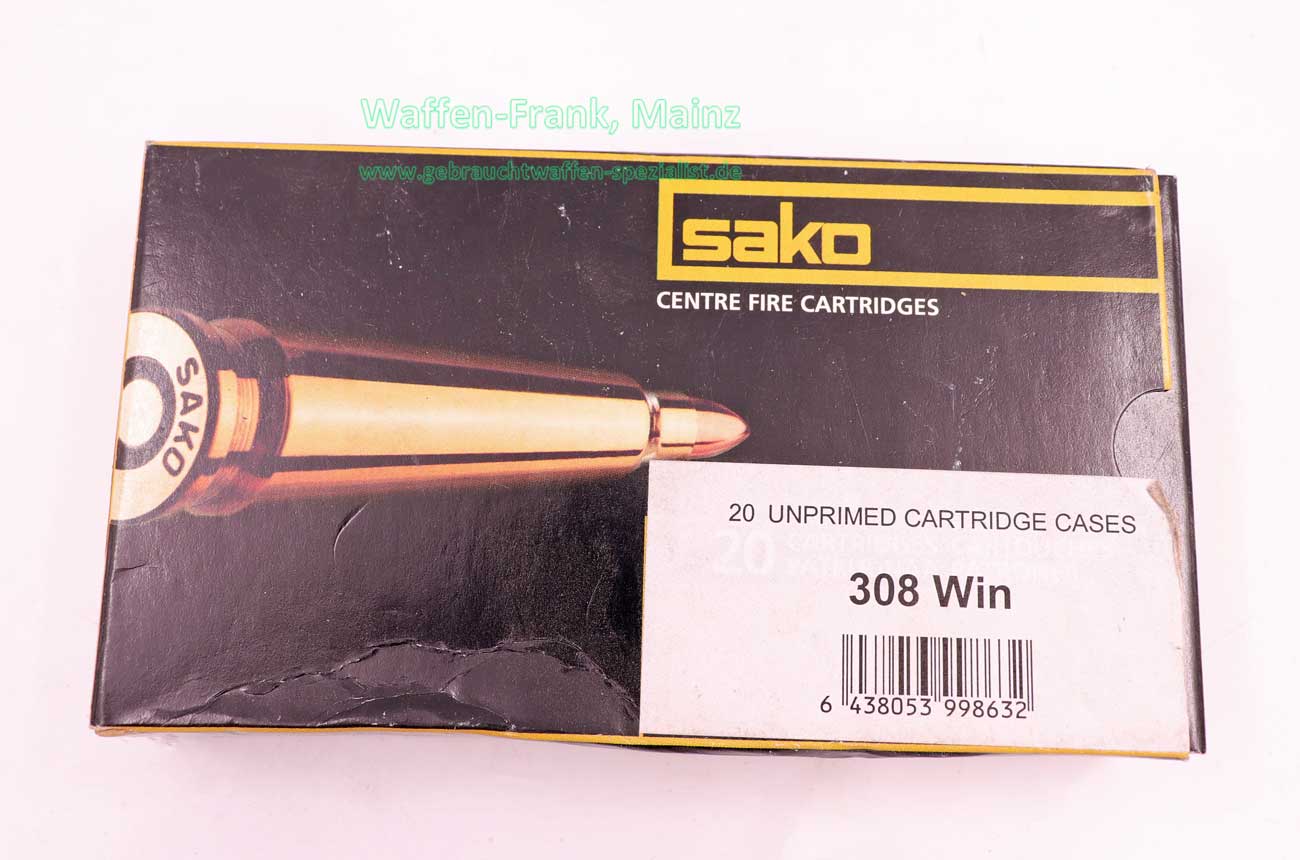 Waffen-Frank, Mainz
www.gebrauchtwaffen-spezialist.de
sako
CENTRE FIRE CARTRIDGES
SAKO
20 UNPRIMED CARTRIDGE CASES
20
308 Win
6 438053 998632